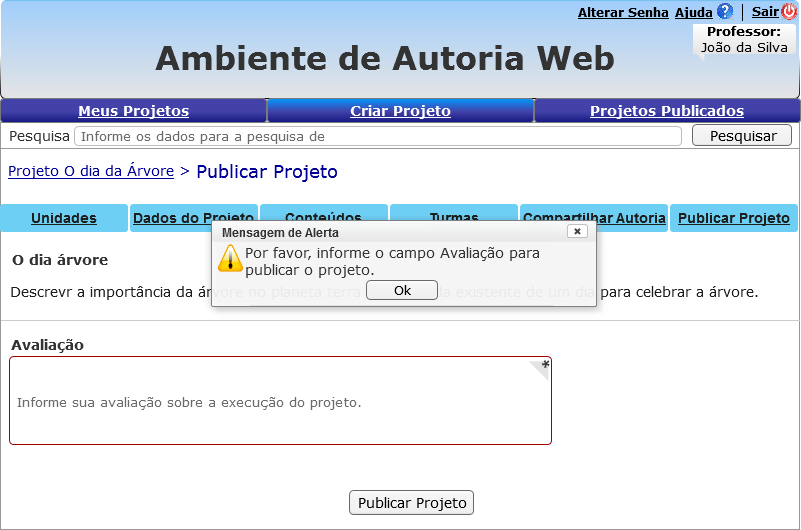 Alterar Senha Ajuda ? Sair
Professor:
João da Silva
Ambiente de Autoria Web
Meus Projetos Criar Projeto Projetos Publicados
Pesquisa Informe os dados para a pesquisa de Pesquisar
Projeto O dia da Árvore > Publicar Projeto
Unidades Dados do Projeto Conteúdos Turmas Compartilhar Autoria Publicar Projeto
Mensagem de Alerta
Por favor, informe o campo Avaliação para
publicar o projeto.
Ok
O dia árvore
Descrevr a importância da árvore no planeta terra existente de um dia para celebrar a árvore.
Avaliação
*
Informe sua avaliação sobre a execução do projeto.
Publicar Projeto